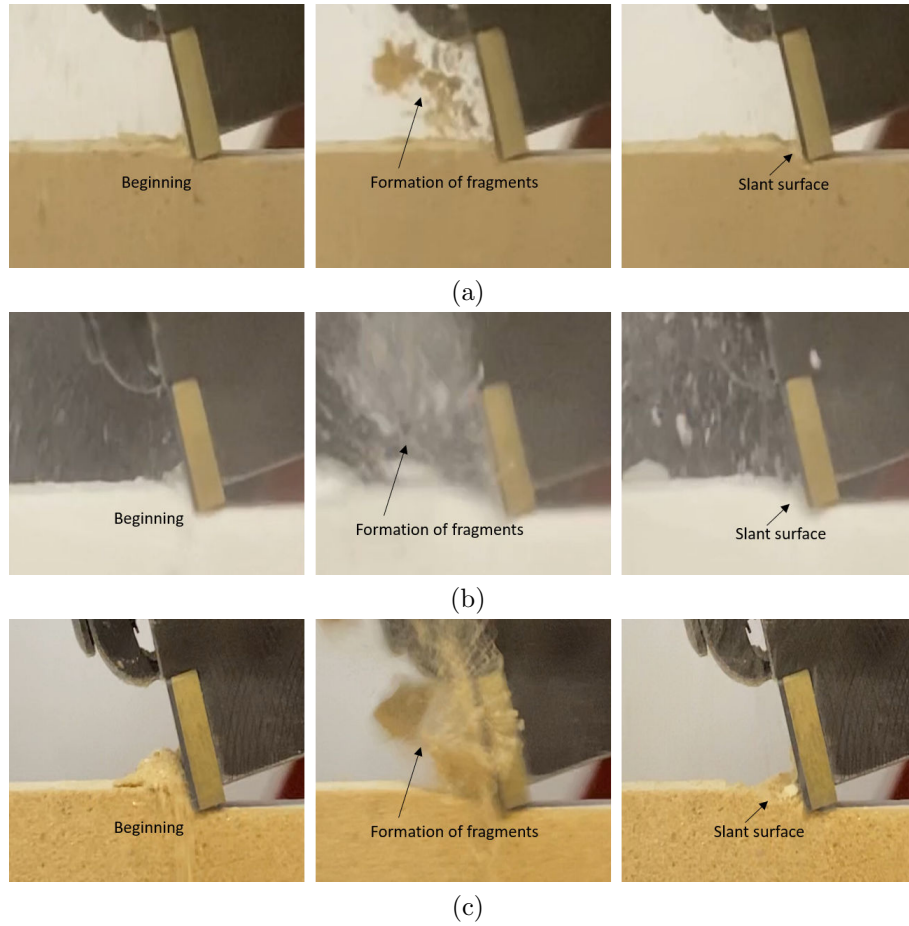 Beginning
Formation of fragments
Slant surface
(a)
Beginning
Formation of fragments
Slant surface
(b)
Beginning
Formation of fragments
Slant surface
(c)